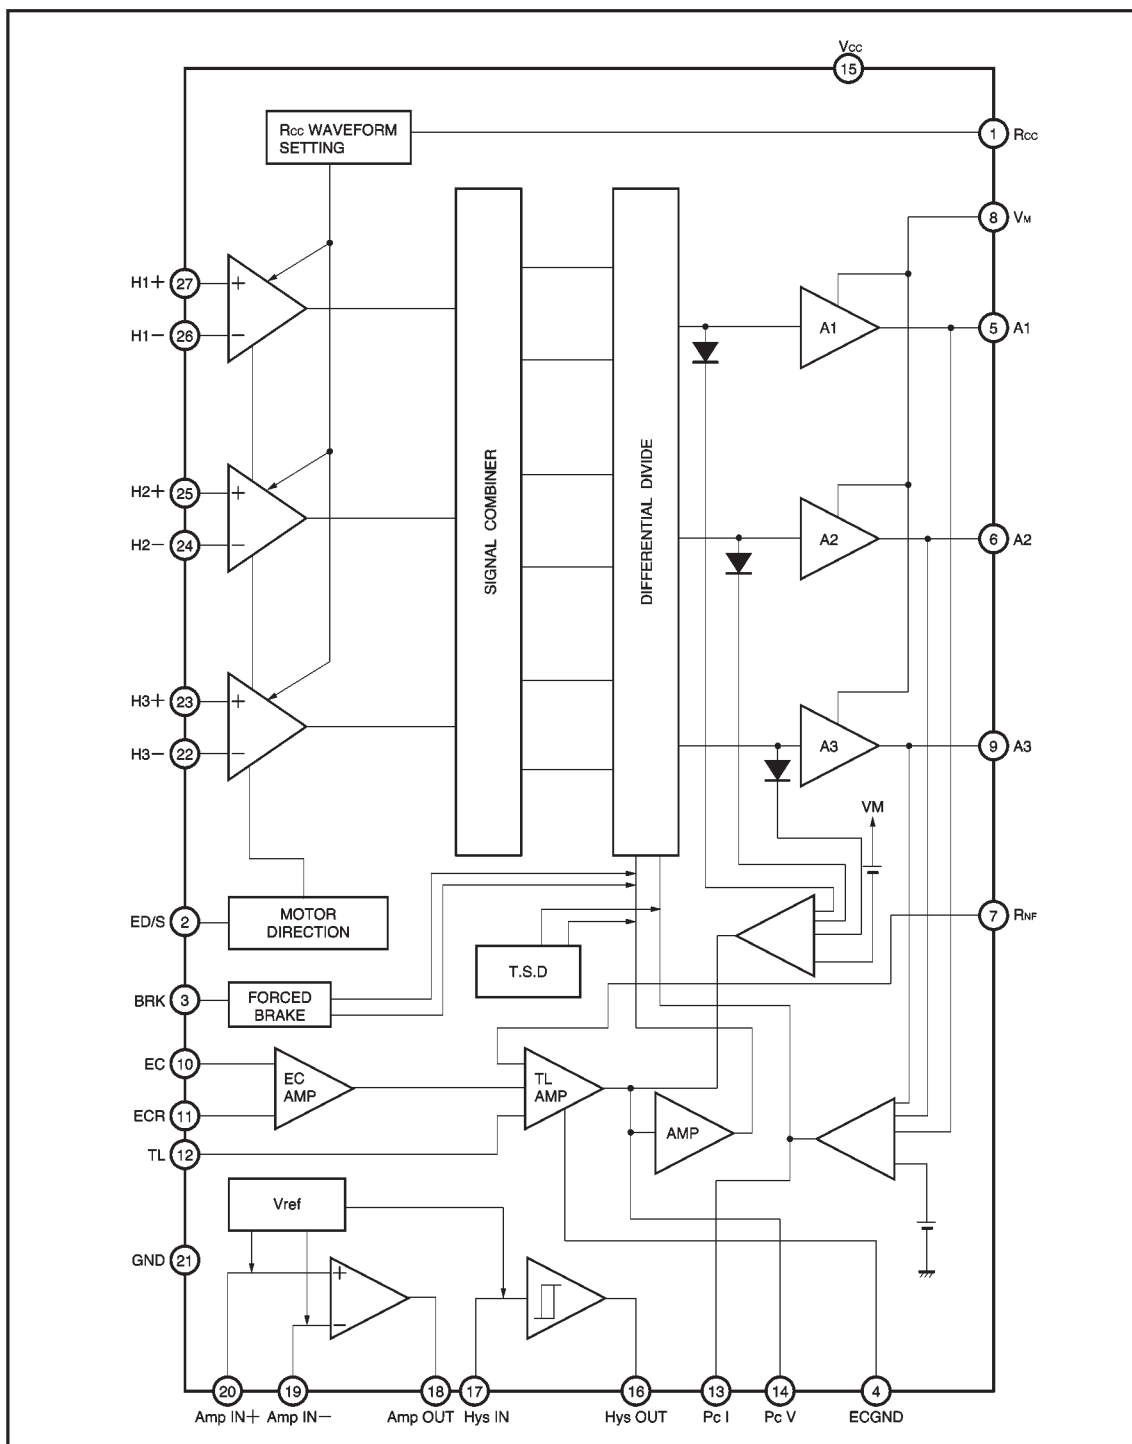 Vcc
15
Rcc WAVEFORM
SETTING
1 Rcc
8 VM
H1+ 27 +
H1− 26 −
A1
5 A1
H2+ 25 +
H2− 24 −
SIGNAL COMBINER
DIFFERENTIAL DIVIDE
A2
6 A2
H3+ 23 +
H3− 22 −
A3
9 A3
VM
ED/S 2
MOTOR
DIRECTION
7 RNF
T.S.D
BRK 3
FORCED
BRAKE
EC 10
EC
AMP
TL
AMP
ECR 11
AMP
TL 12
Vref
GND 21
+
−
20 19 18 17 16 13 14 4
Amp IN+ Amp IN− Amp OUT Hys IN Hys OUT Pc I Pc V ECGND